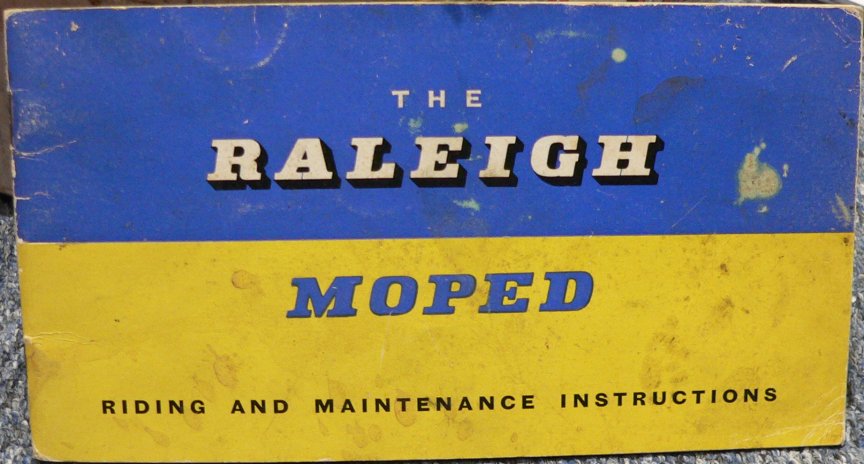 THE
RALEIGH
MOPED
RIDING AND MAINTENANCE INSTRUCTIONS